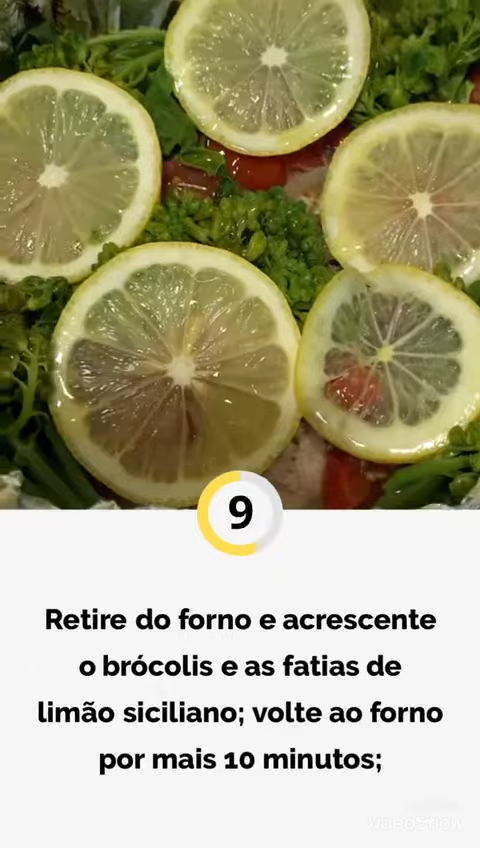 9
Retire do forno e acrescente
o brócolis e as fatias de
limão siciliano; volte ao forno
por mais 10 minutos;